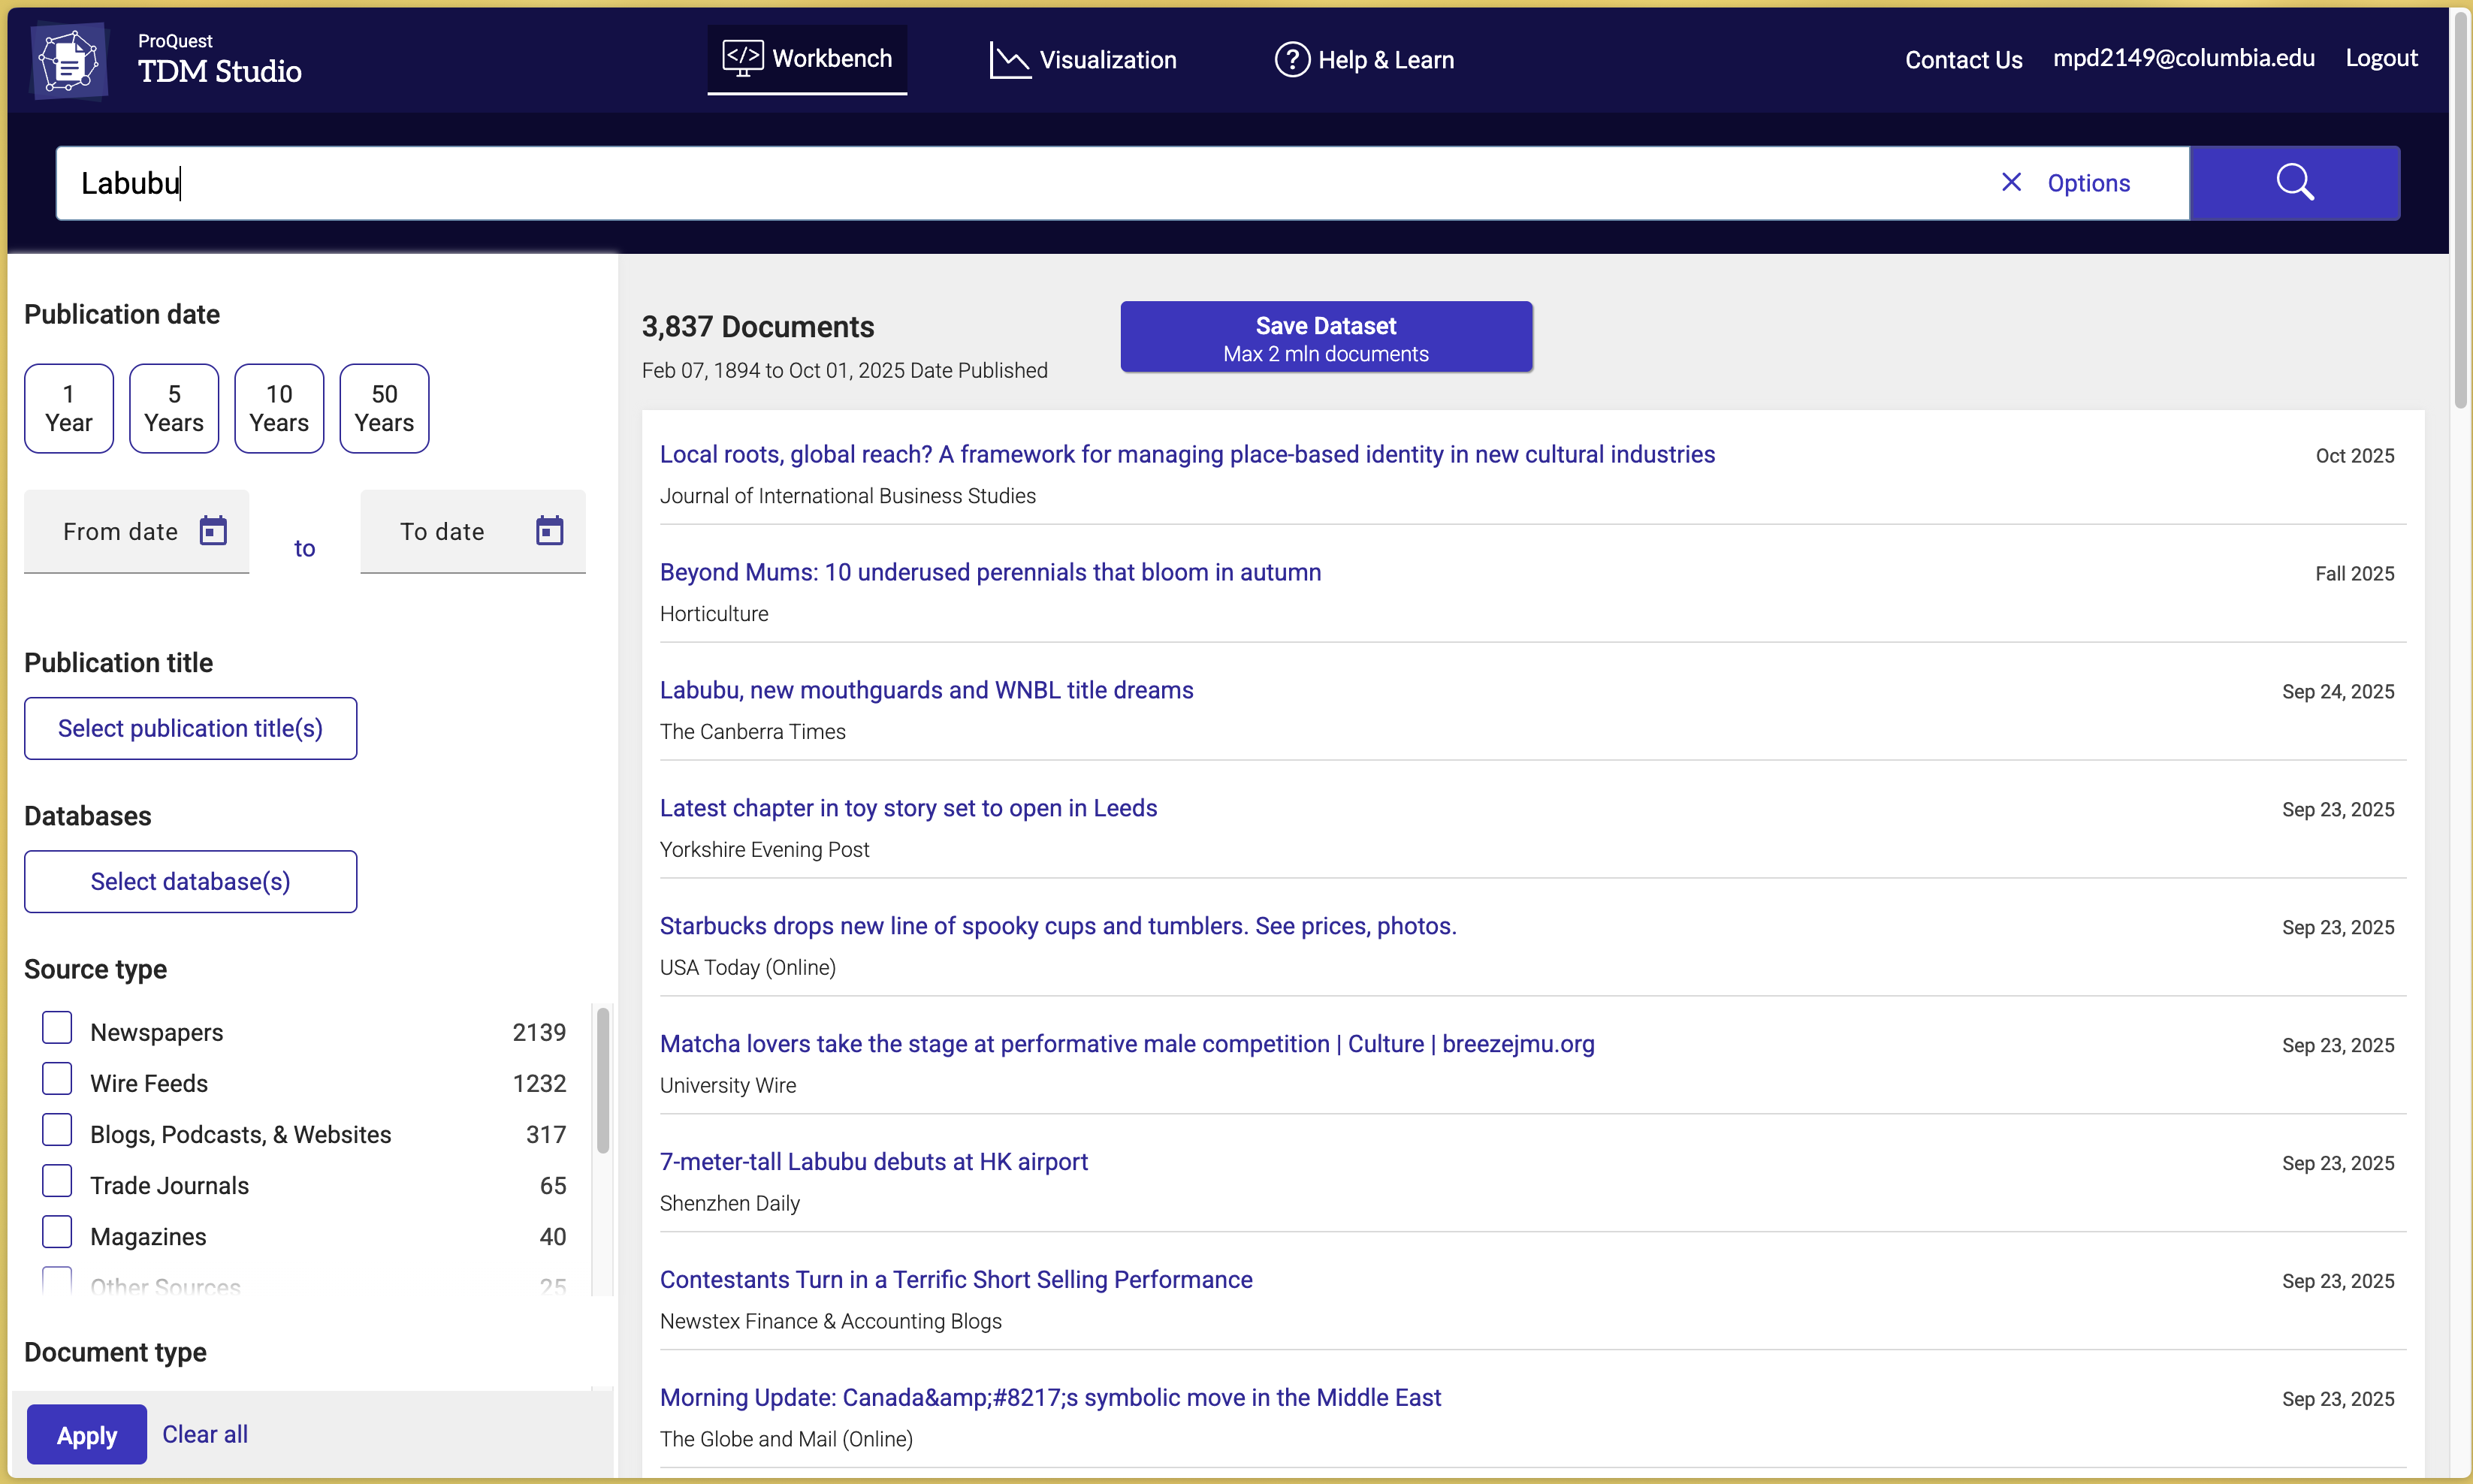 ProQuest
TDM Studio
Workbench
Visualization
Help & Learn
Contact Us
mpd2149@columbia.edu
Logout
Labubu
Options
Publication date
1 Year
5 Years
10 Years
50 Years
From date
to
To date
Publication title
Select publication title(s)
Databases
Select database(s)
Source type
Newspapers 2139
Wire Feeds 1232
Blogs, Podcasts, & Websites 317
Trade Journals 65
Magazines 40
Other Sources 25
Document type
Apply
Clear all
3,837 Documents
Feb 07, 1894 to Oct 01, 2025 Date Published
Save Dataset
Max 2 mln documents
Local roots, global reach? A framework for managing place-based identity in new cultural industries Oct 2025
Journal of International Business Studies
Beyond Mums: 10 underused perennials that bloom in autumn Fall 2025
Horticulture
Labubu, new mouthguards and WNBL title dreams Sep 24, 2025
The Canberra Times
Latest chapter in toy story set to open in Leeds Sep 23, 2025
Yorkshire Evening Post
Starbucks drops new line of spooky cups and tumblers. See prices, photos. Sep 23, 2025
USA Today (Online)
Matcha lovers take the stage at performative male competition | Culture | breezejmu.org Sep 23, 2025
University Wire
7-meter-tall Labubu debuts at HK airport Sep 23, 2025
Shenzhen Daily
Contestants Turn in a Terrific Short Selling Performance Sep 23, 2025
Newstex Finance & Accounting Blogs
Morning Update: Canada&amp;#8217;s symbolic move in the Middle East Sep 23, 2025
The Globe and Mail (Online)